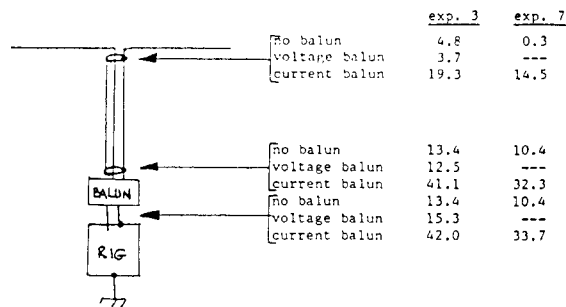 exp. 3 exp. 7
no balun 4.8 0.3
voltage balun 3.7 ---
current balun 19.3 14.5
no balun 13.4 10.4
voltage balun 12.5 ---
current balun 41.1 32.3
BALUN
no balun 13.4 10.4
voltage balun 15.3 ---
current balun 42.0 33.7
RIG